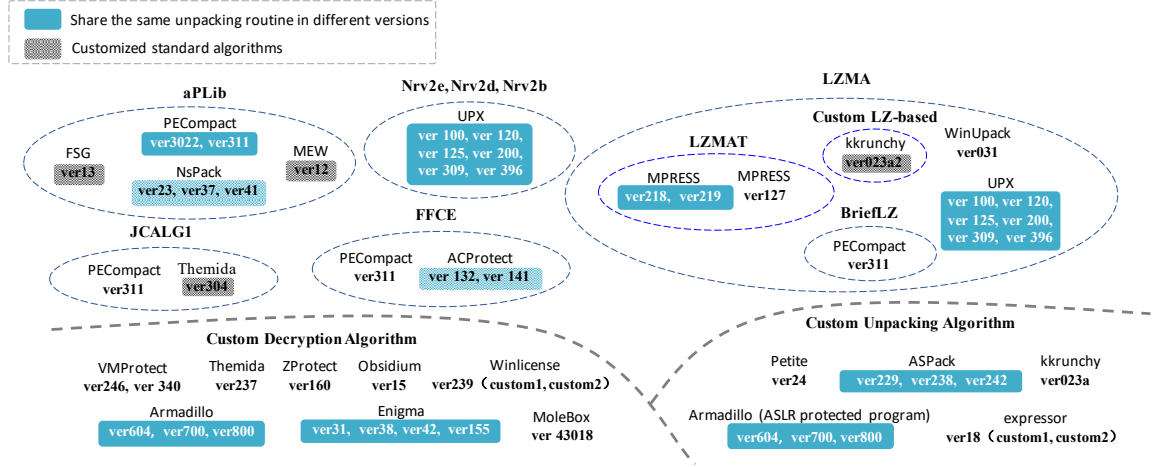 Share the same unpacking routine in different versions
Customized standard algorithms
aPLib
PECompact
ver3022, ver311
FSG
ver13
MEW
ver12
NsPack
ver23, ver37, ver41
Nrv2e, Nrv2d, Nrv2b
UPX
ver 100, ver 120,
ver 125, ver 200,
ver 309, ver 396
LZMA
LZMAT
MPRESS
ver218, ver219
MPRESS
ver127
Custom LZ-based
kkrunchy
ver023a2
WinUpack
ver031
UPX
ver 100, ver 120,
ver 125, ver 200,
ver 309, ver 396
BriefLZ
PECompact
ver311
JCALG1
PECompact
ver311
Themida
ver304
FFCE
PECompact
ver311
ACProtect
ver 132, ver 141
Custom Decryption Algorithm
VMProtect
ver246, ver 340
Themida
ver237
ZProtect
ver160
Obsidium
ver15
Winlicense
ver239（custom1, custom2）
Armadillo
ver604, ver700, ver800
Enigma
ver31, ver38, ver42, ver155
MoleBox
ver 43018
Custom Unpacking Algorithm
Petite
ver24
ASPack
ver229, ver238, ver242
kkrunchy
ver023a
Armadillo (ASLR protected program)
ver604, ver700, ver800
expressor
ver18（custom1, custom2）